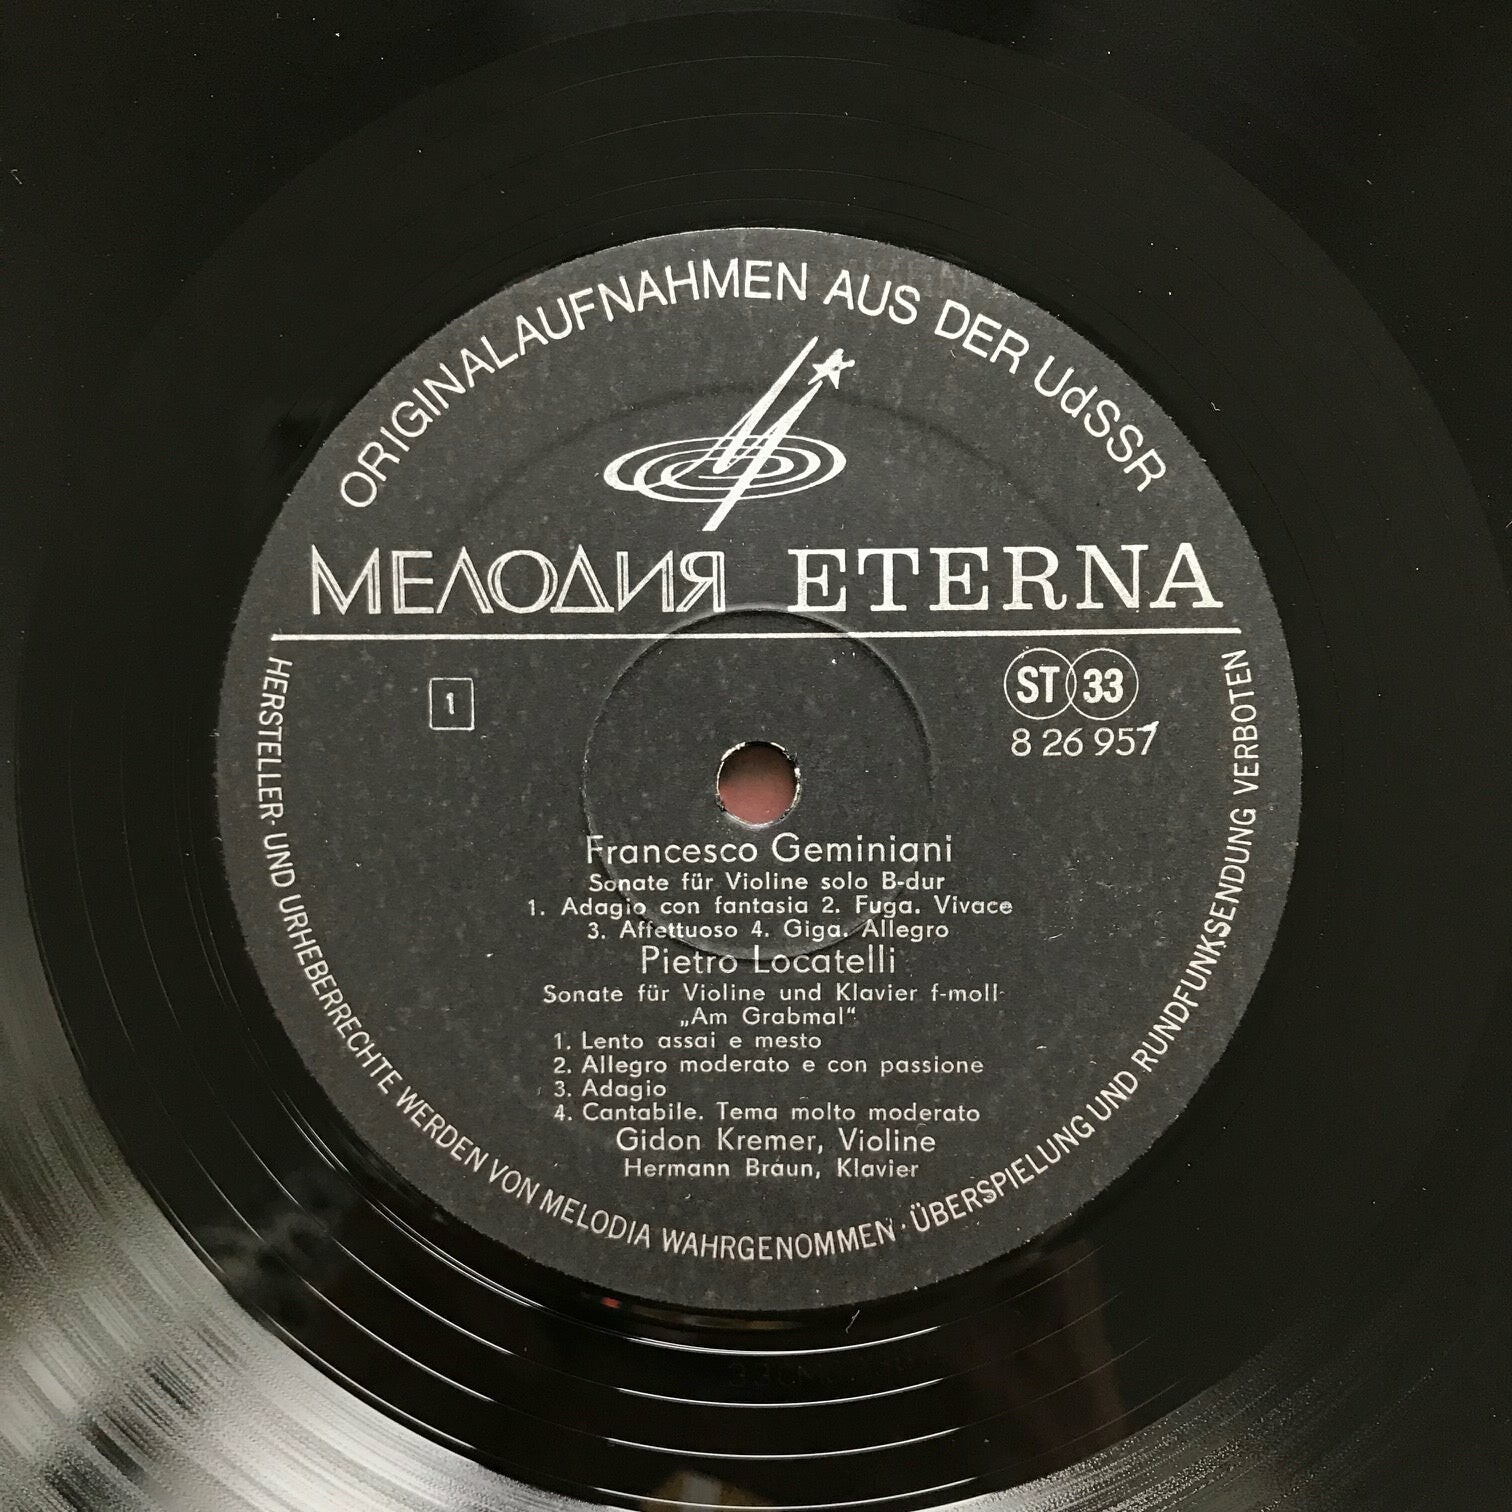 ORIGINALAUFNAHMEN AUS DER UdSSR
МЕЛОДИЯ ETERNA
1
ST 33
8 26 957
Francesco Geminiani
Sonate für Violine solo B-dur
1. Adagio con fantasia 2. Fuga. Vivace
3. Affettuoso 4. Giga. Allegro
Pietro Locatelli
Sonate für Violine und Klavier f-moll
„Am Grabmal“
1. Lento assai e mesto
2. Allegro moderato e con passione
3. Adagio
4. Cantabile. Tema molto moderato
Gidon Kremer, Violine
Hermann Braun, Klavier
HERSTELLER- UND URHEBERRECHTE WERDEN VON MELODIA WAHRGENOMMEN · ÜBERSPIELUNG UND RUNDFUNKSENDUNG VERBOTEN